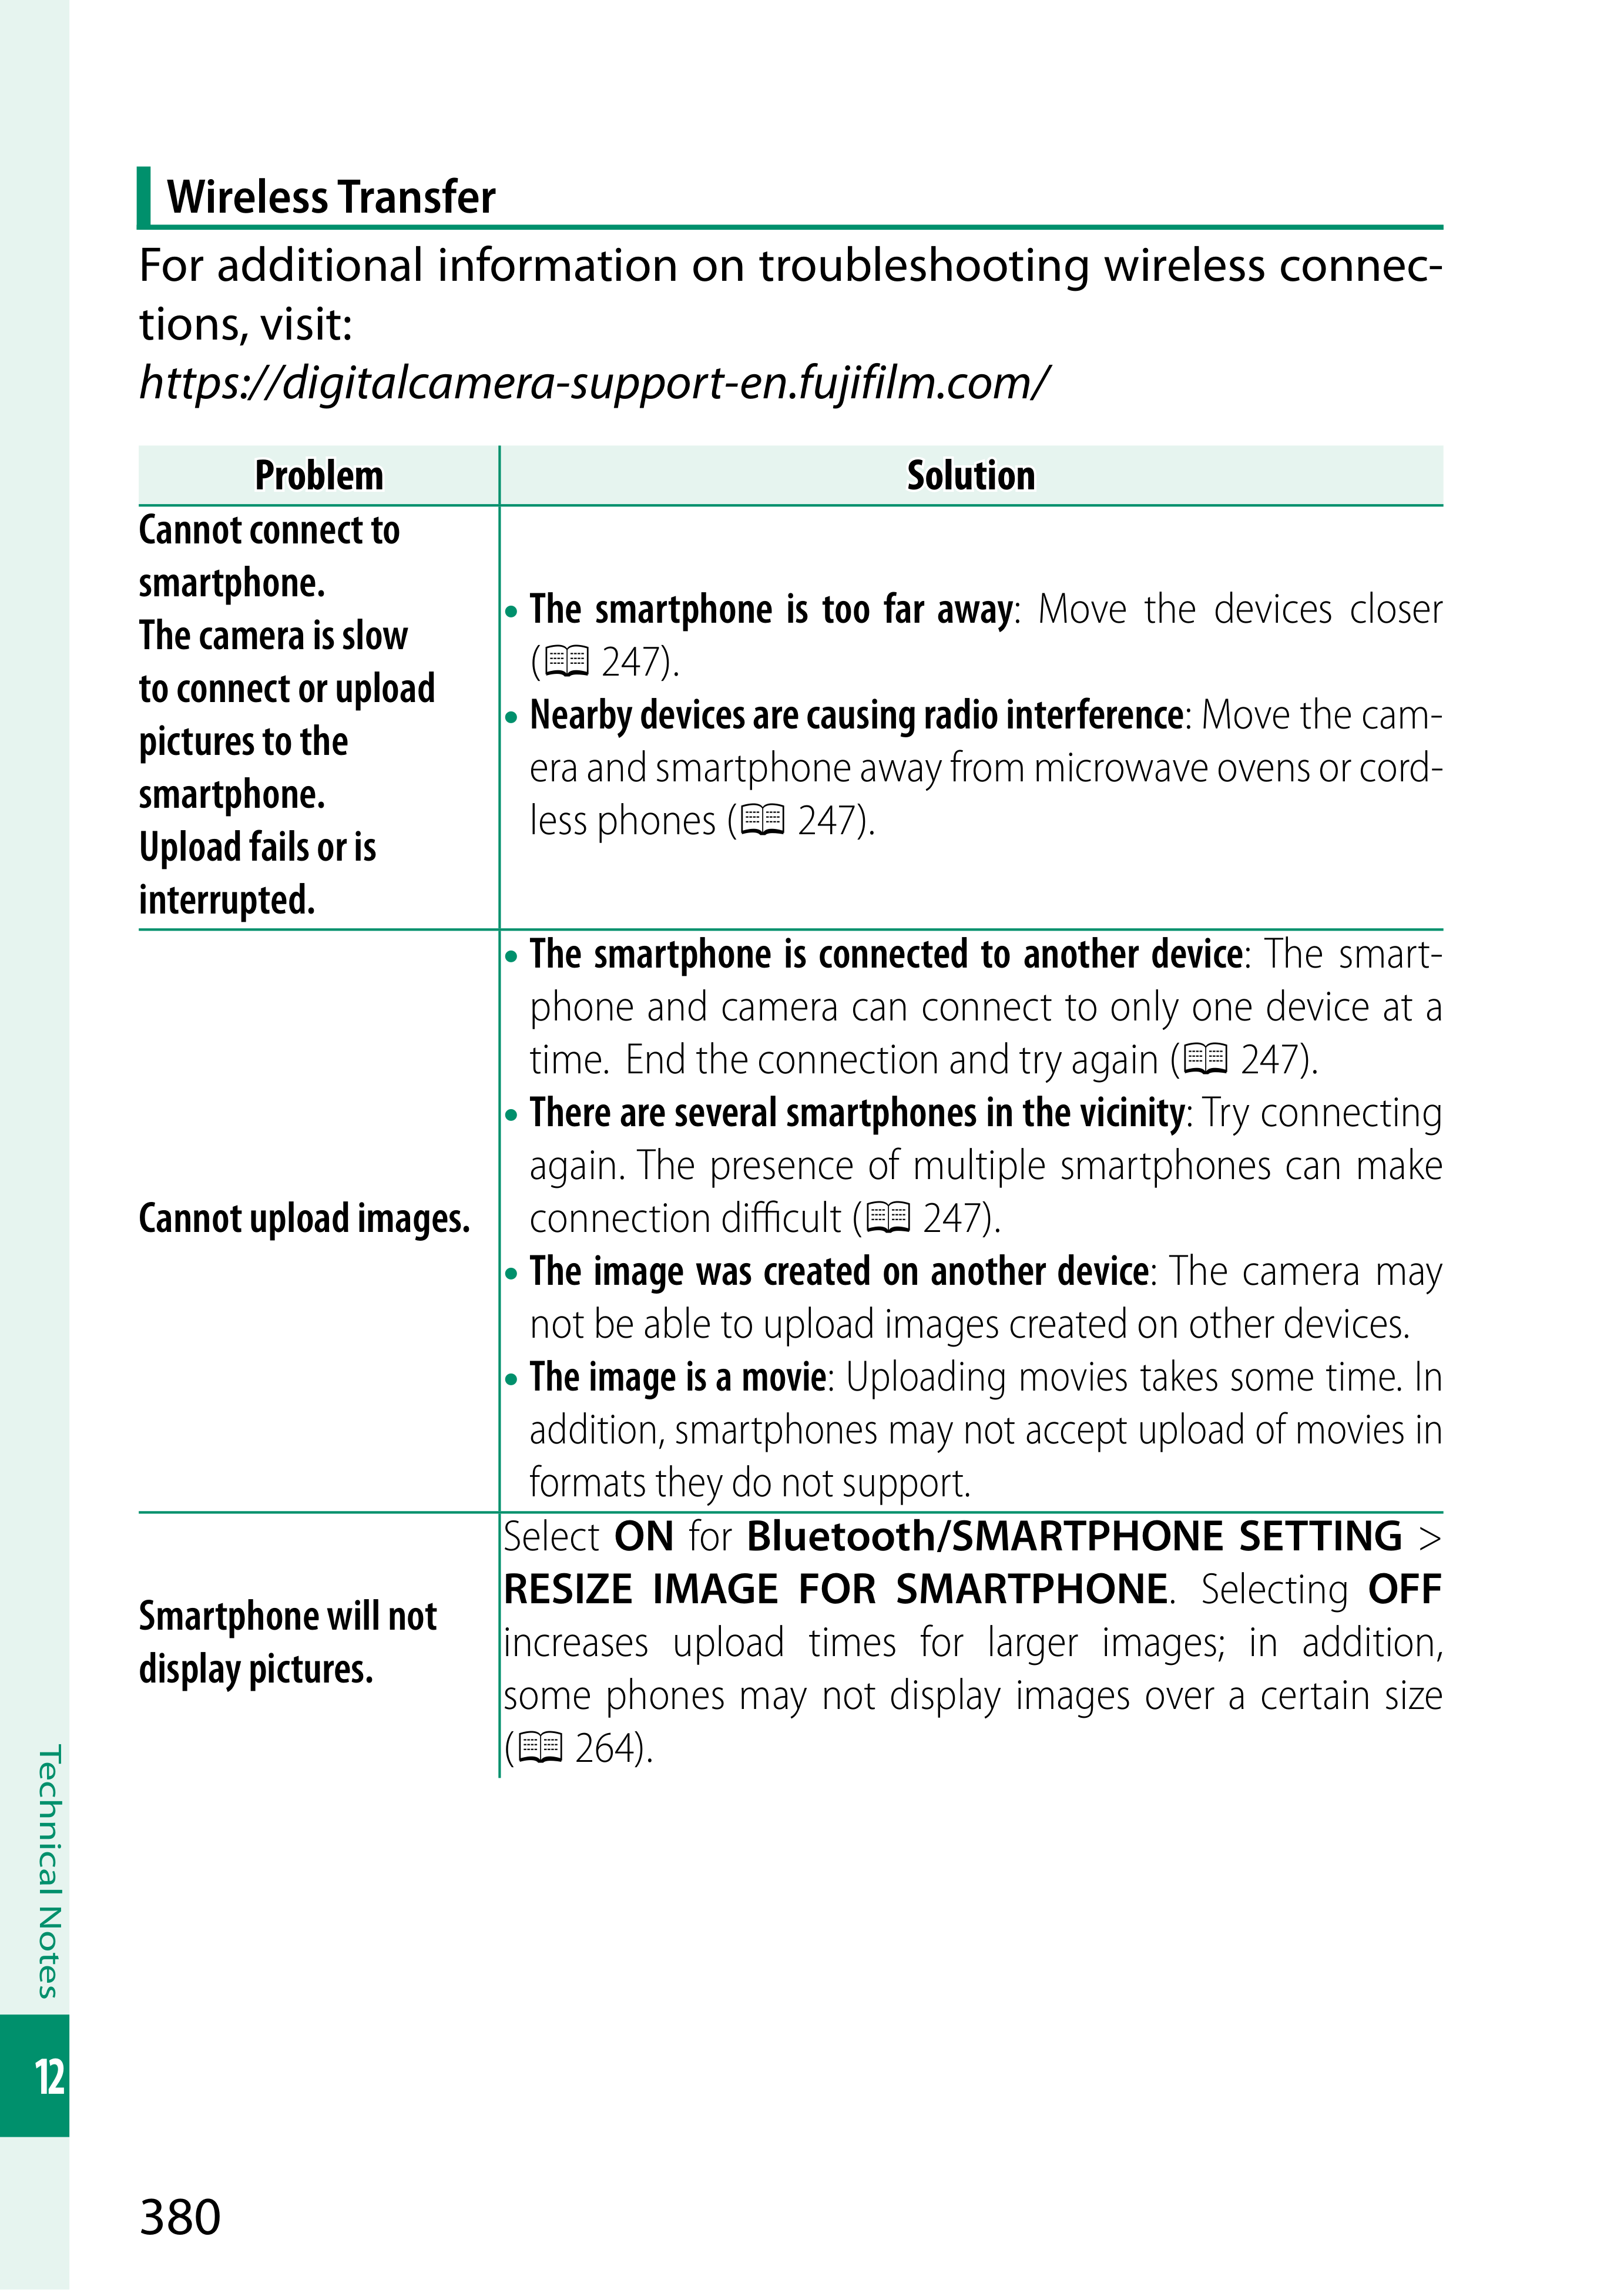 Wireless Transfer
For additional information on troubleshooting wireless connec-
tions, visit:
https://digitalcamera-support-en.fujifilm.com/
Problem
Solution
Cannot connect to
smartphone.
The camera is slow
to connect or upload
pictures to the
smartphone.
Upload fails or is
interrupted.
• The smartphone is too far away: Move the devices closer
(📖 247).
• Nearby devices are causing radio interference: Move the cam-
era and smartphone away from microwave ovens or cord-
less phones (📖 247).
Cannot upload images.
• The smartphone is connected to another device: The smart-
phone and camera can connect to only one device at a
time. End the connection and try again (📖 247).
• There are several smartphones in the vicinity: Try connecting
again. The presence of multiple smartphones can make
connection difficult (📖 247).
• The image was created on another device: The camera may
not be able to upload images created on other devices.
• The image is a movie: Uploading movies takes some time. In
addition, smartphones may not accept upload of movies in
formats they do not support.
Smartphone will not
display pictures.
Select ON for Bluetooth/SMARTPHONE SETTING >
RESIZE IMAGE FOR SMARTPHONE. Selecting OFF
increases upload times for larger images; in addition,
some phones may not display images over a certain size
(📖 264).
Technical Notes
12
380